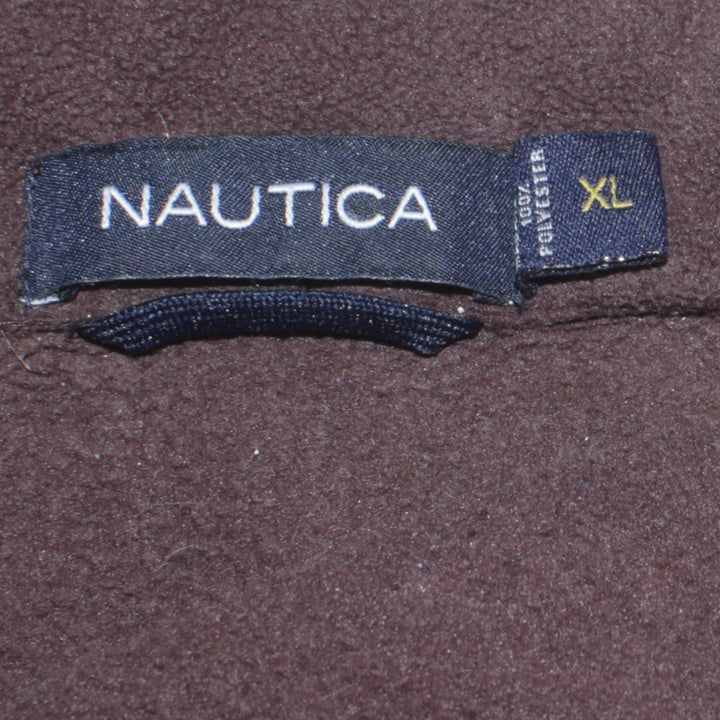 NAUTICA
100%
POLYESTER
XL